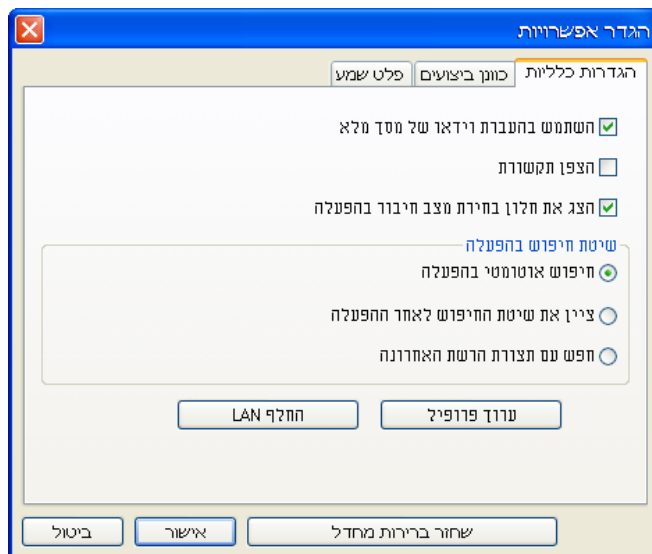 הגדר אפשרויות
הגדרות כלליות
כוונן ביצועים
פלט שמע
השתמש בהעברת וידאו של מסך מלא
הצפן תקשורת
הצג את חלון בחירת מצב חיבור בהפעלה
שיטת חיפוש בהפעלה
חיפוש אוטומטי בהפעלה
ציין את שיטת החיפוש לאחר ההפעלה
חפש עם תצורת הרשת האחרונה
ערוך פרופיל
החלף LAN
שחזר ברירות מחדל
אישור
ביטול